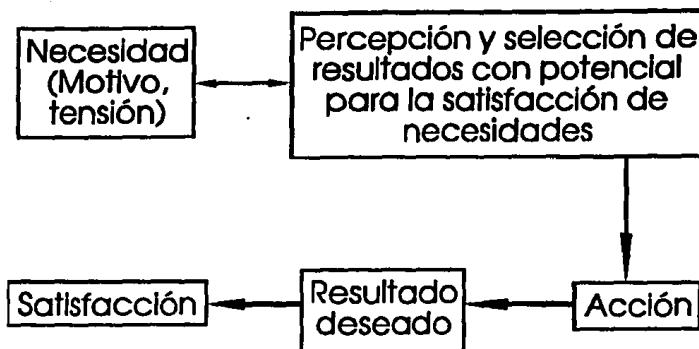 Necesidad
(Motivo,
tensión)
Percepción y selección de
resultados con potencial
para la satisfacción de
necesidades
Satisfacción
Resultado
deseado
Acción